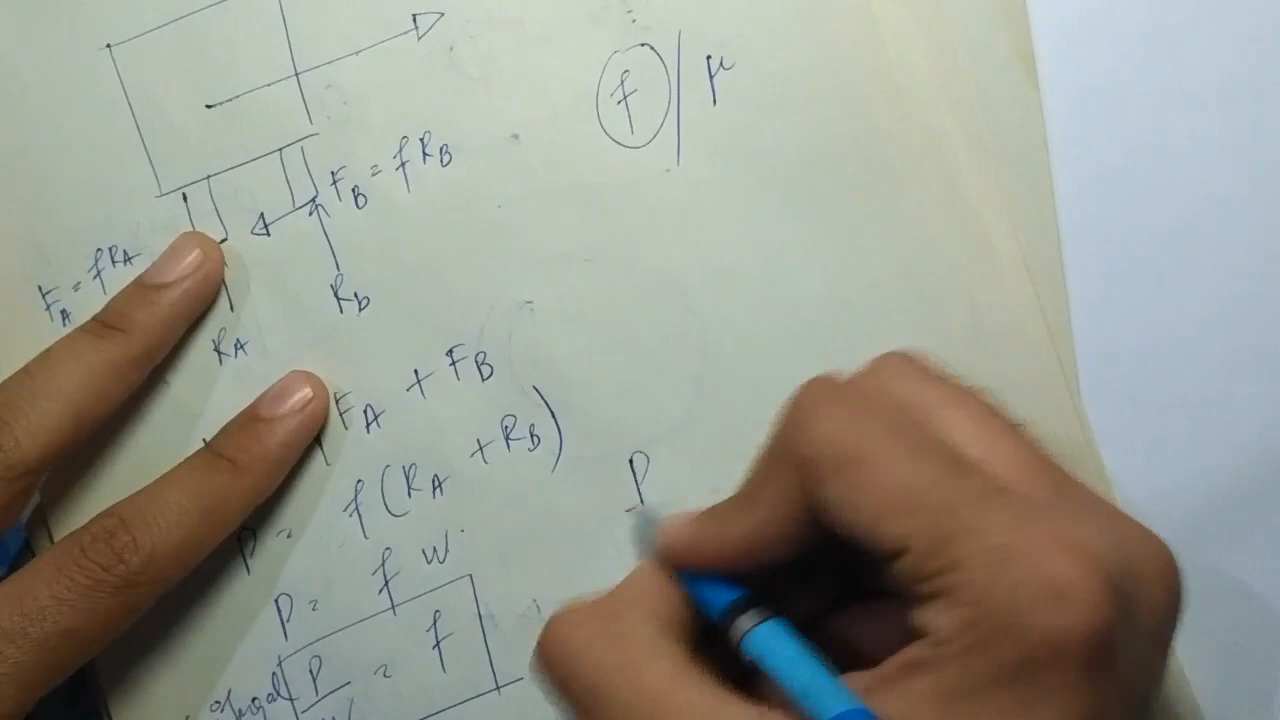 f | μ
F_B = f R_B
F_A = f R_A
R_b
R_A
F_A + F_B
P = f (R_A + R_B)
P = f W
P/W = f
P